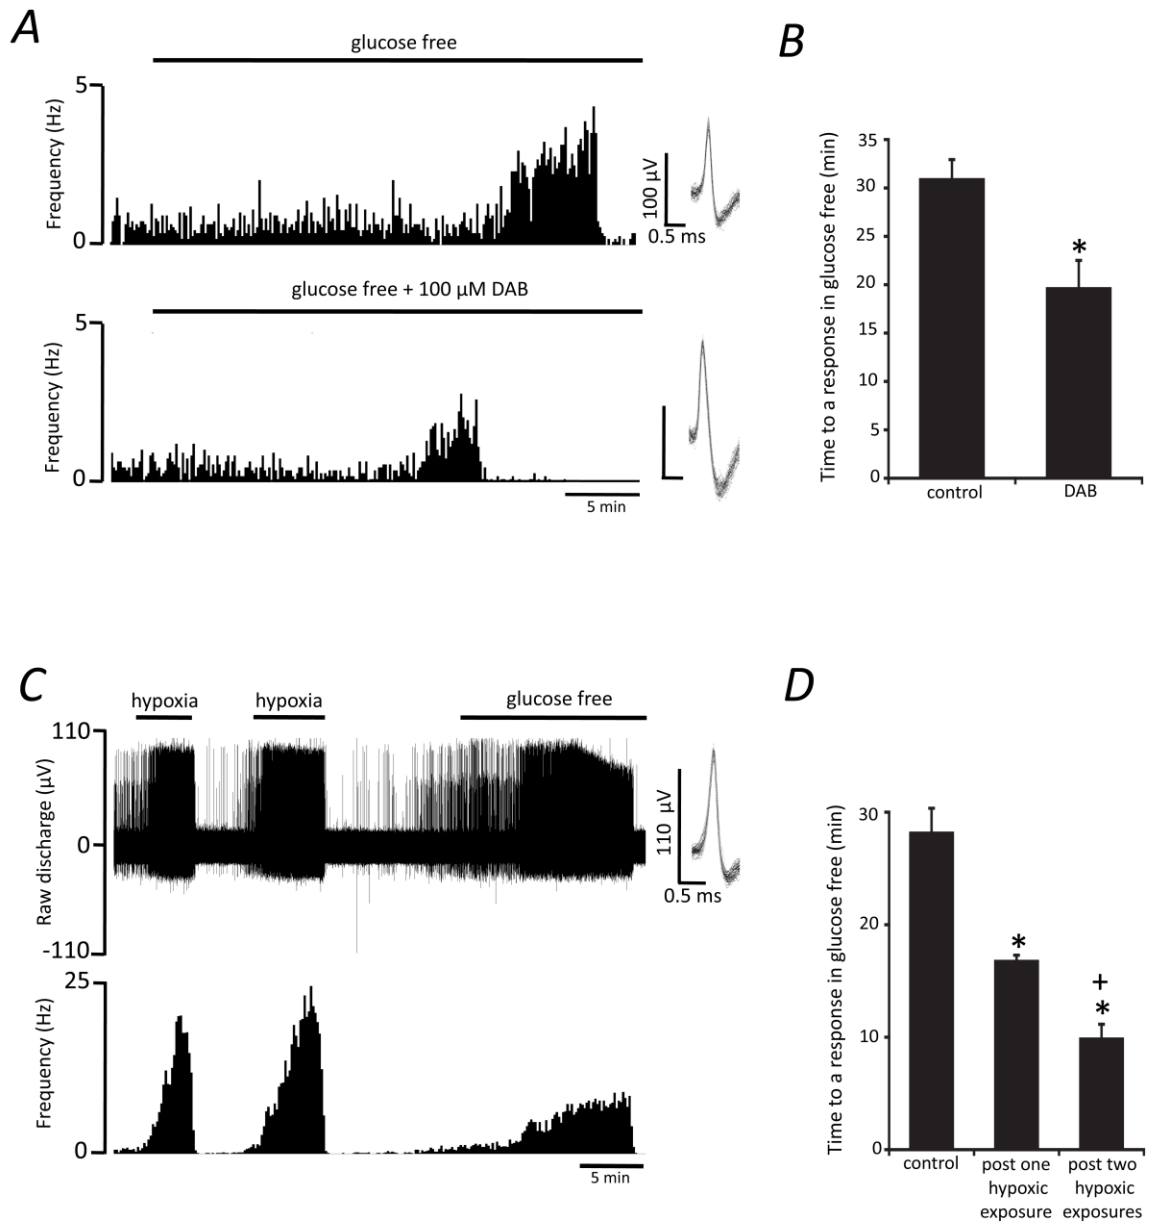 A
glucose free
5
Frequency (Hz)
0
100 µV
0.5 ms
glucose free + 100 µM DAB
5
Frequency (Hz)
0
5 min
B
Time to a response in glucose free (min)
35
30
25
20
15
10
5
0
*
control
DAB
C
hypoxia
hypoxia
glucose free
110
Raw discharge (µV)
0
-110
110 µV
0.5 ms
25
Frequency (Hz)
0
5 min
D
Time to a response in glucose free (min)
30
20
10
0
*
+
*
control
post one
hypoxic
exposure
post two
hypoxic
exposures